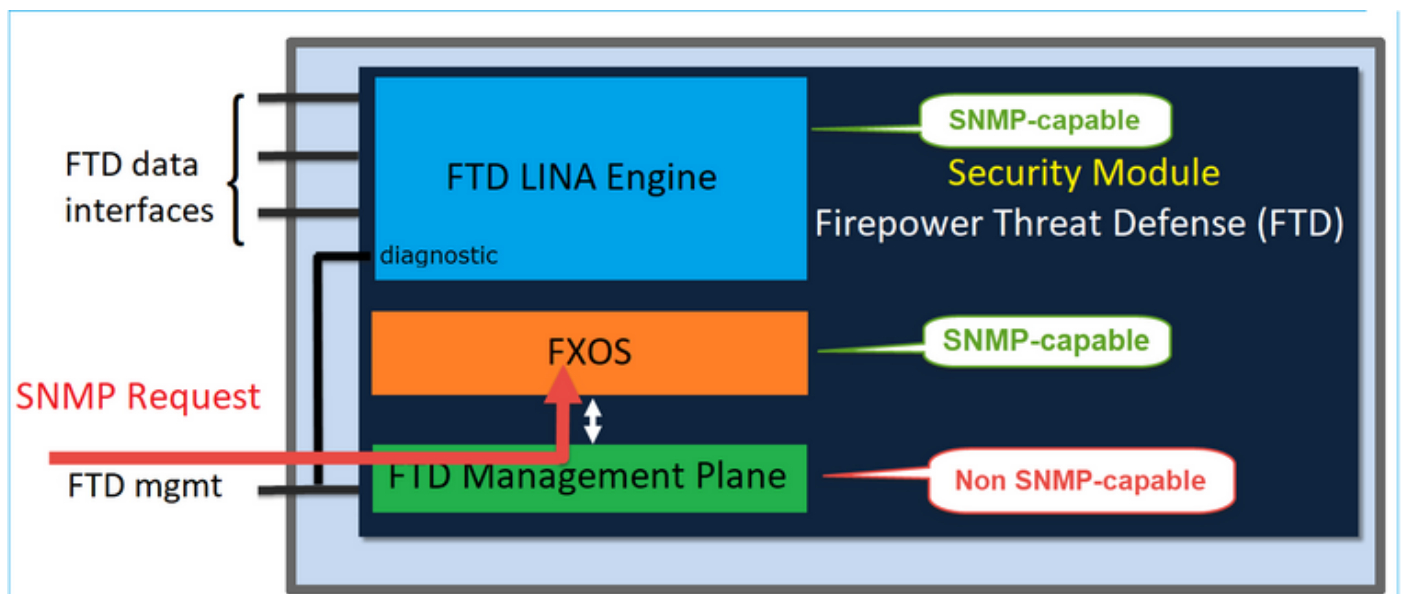 FTD data
interfaces
FTD LINA Engine
diagnostic
SNMP-capable
Security Module
Firepower Threat Defense (FTD)
FXOS
SNMP-capable
SNMP Request
FTD mgmt
FTD Management Plane
Non SNMP-capable